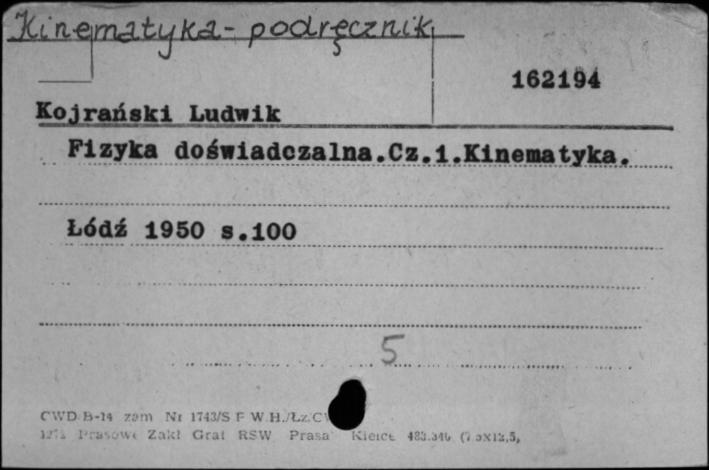 Kinematyka - podręcznik
162194
Kojrański Ludwik
Fizyka doświadczalna.Cz.1.Kinematyka.
Łódź 1950 s.100
5
CWD B-14 zam Nr 1743/S F W.H./Łz.
Prasowe Zakł Graf RSW Prasa Kielce